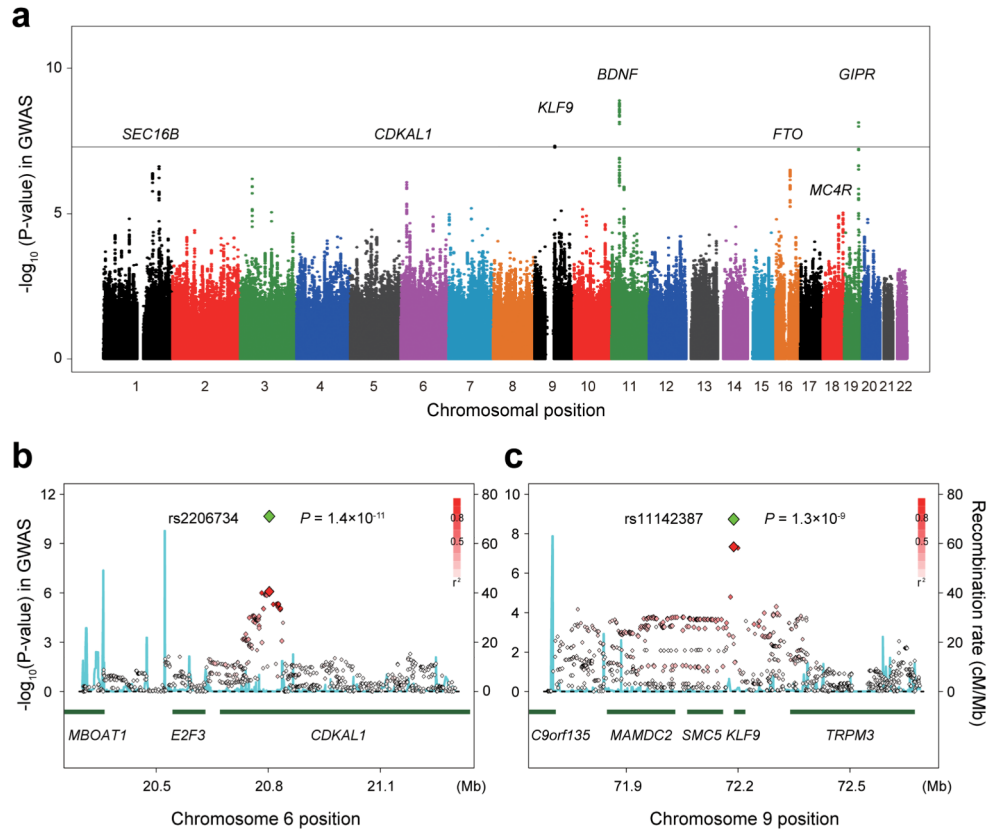 a
10
5
0
-log10 (P-value) in GWAS
BDNF
GIPR
KLF9
SEC16B
CDKAL1
FTO
MC4R
1 2 3 4 5 6 7 8 9 10 11 12 13 14 15 16 17 18 19 20 21 22
Chromosomal position
b
12
9
6
3
0
-log10(P-value) in GWAS
rs2206734
P = 1.4×10-11
0.8
0.5
r2
80
60
40
20
0
MBOAT1 E2F3 CDKAL1
20.5 20.8 21.1 (Mb)
Chromosome 6 position
c
10
8
6
4
2
0
rs11142387
P = 1.3×10-9
0.8
0.5
r2
80
60
40
20
0
Recombination rate (cM/Mb)
C9orf135 MAMDC2 SMC5 KLF9 TRPM3
71.9 72.2 72.5 (Mb)
Chromosome 9 position